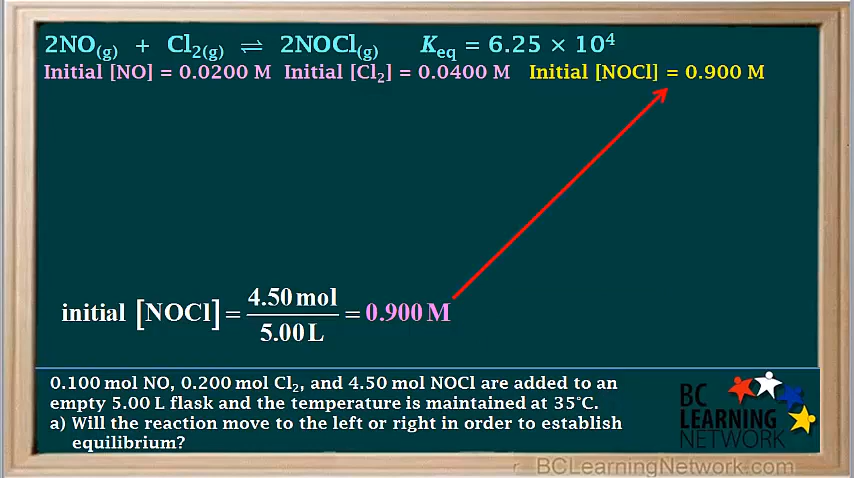 2NO(g) + Cl2(g) ⇌ 2NOCl(g) Keq = 6.25 × 10⁴
Initial [NO] = 0.0200 M Initial [Cl₂] = 0.0400 M Initial [NOCl] = 0.900 M
initial [NOCl] = 4.50 mol / 5.00 L = 0.900 M
0.100 mol NO, 0.200 mol Cl₂, and 4.50 mol NOCl are added to an
empty 5.00 L flask and the temperature is maintained at 35°C.
a) Will the reaction move to the left or right in order to establish
equilibrium?
BC
LEARNING
NETWORK
BCLearningNetwork.com